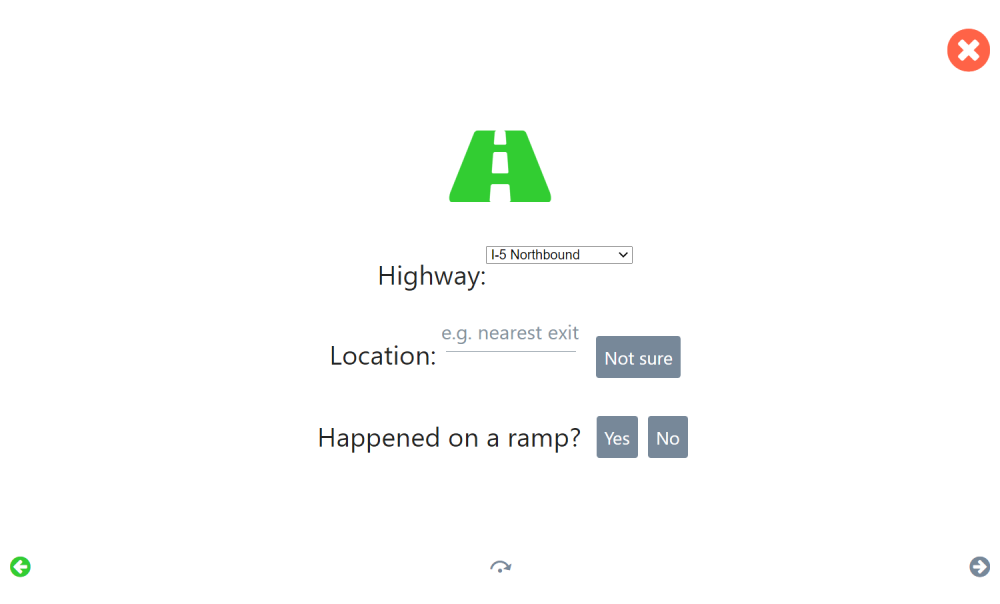 Highway: I-5 Northbound
Location: e.g. nearest exit Not sure
Happened on a ramp? Yes No